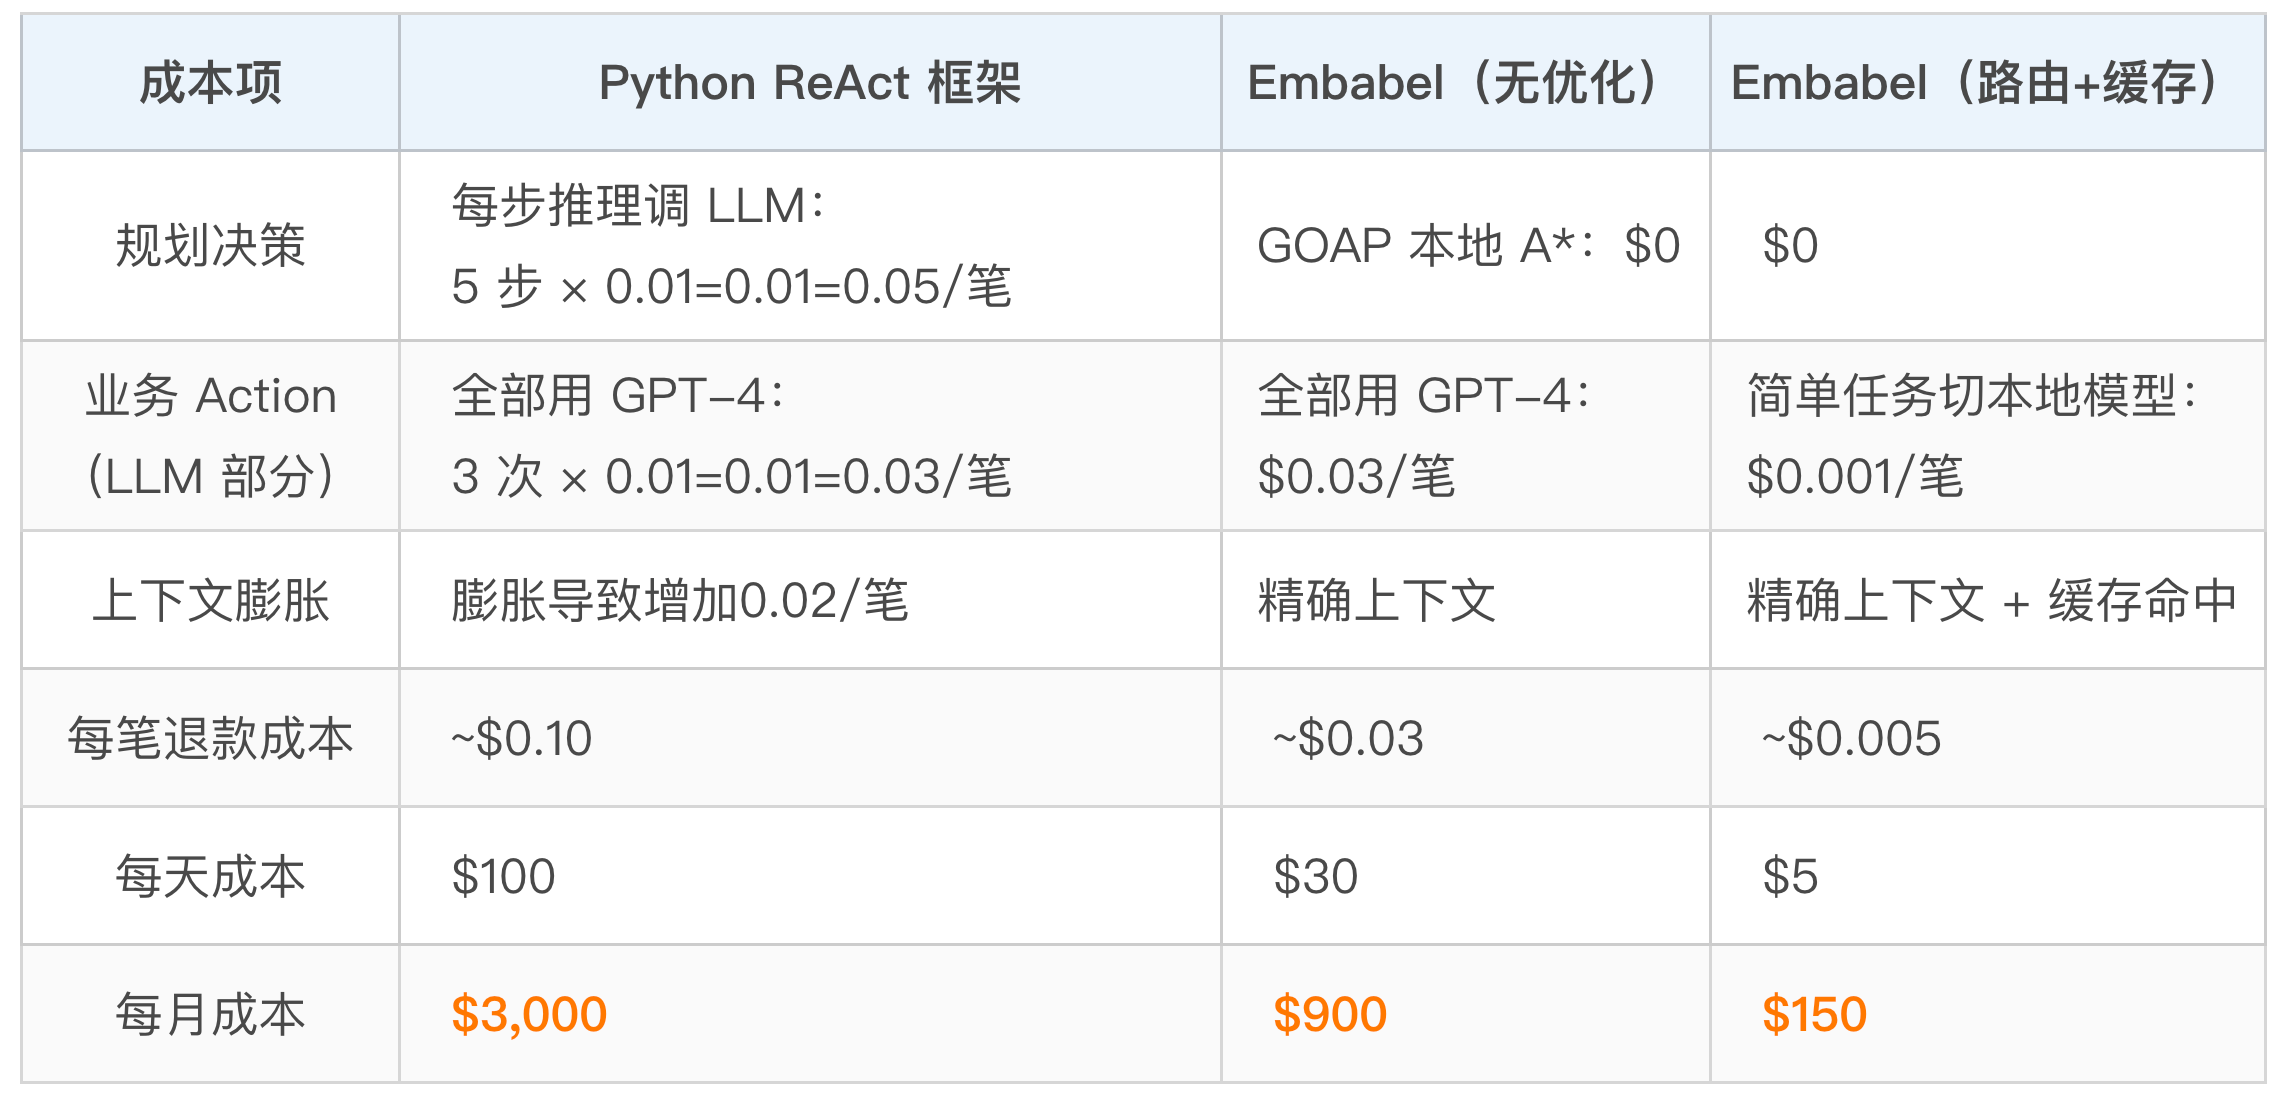 成本项
Python ReAct 框架
Embabel（无优化）
Embabel（路由+缓存）
规划决策
每步推理调 LLM：
5 步 × 0.01=0.01=0.05/笔
GOAP 本地 A*：$0
$0
业务 Action
(LLM 部分)
全部用 GPT-4：
3 次 × 0.01=0.01=0.03/笔
全部用 GPT-4：
$0.03/笔
简单任务切本地模型：
$0.001/笔
上下文膨胀
膨胀导致增加0.02/笔
精确上下文
精确上下文 + 缓存命中
每笔退款成本
~$0.10
~$0.03
~$0.005
每天成本
$100
$30
$5
每月成本
$3,000
$900
$150